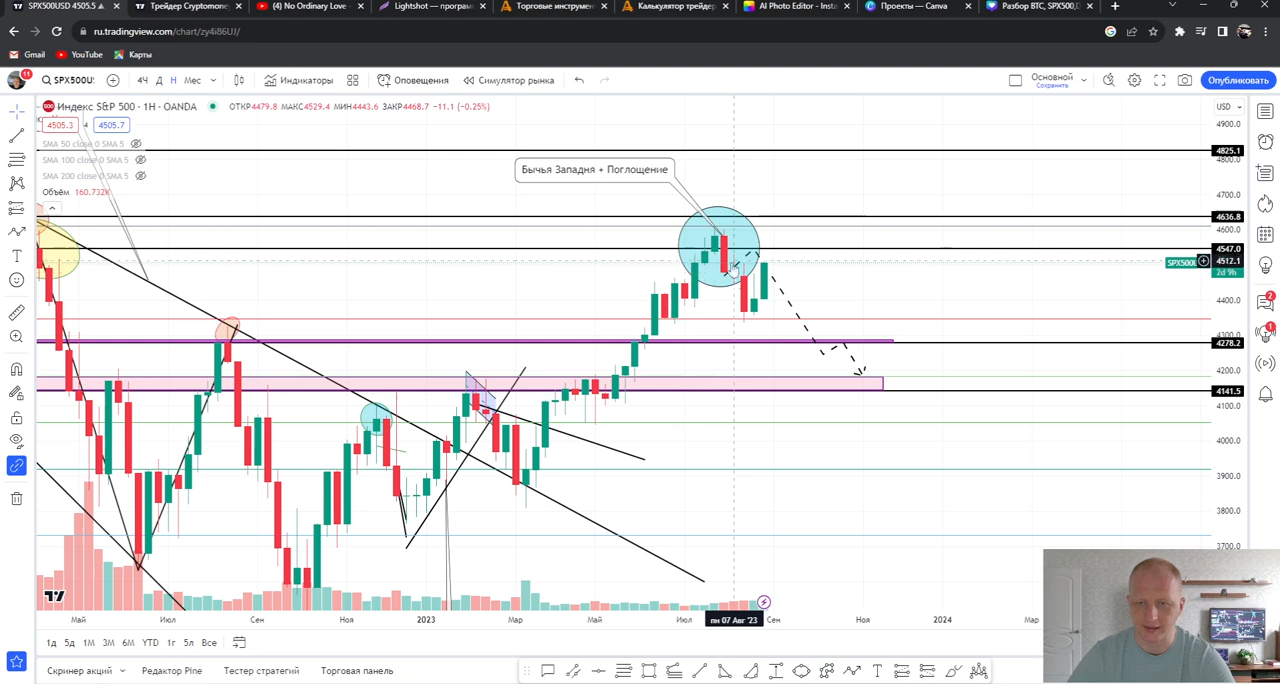 SPX500USD 4505.5 ▲
Трейдер Cryptomone
(4) No Ordinary Love -
Lightshot — програм
Торговые инструмен
Калькулятор трейдер
AI Photo Editor - Insta
Проекты — Canva
Разбор BTC, SPX500,D
ru.tradingview.com/chart/zy4i86UJ/
Gmail YouTube Карты
11 SPX500U 4Ч Д Н Мес Индикаторы Оповещения Симулятор рынка Основной Сохранить Опубликовать
Индекс S&P 500 · 1Н · OANDA ОТКР4479.8 МАКС4529.4 МИН4443.6 ЗАКР4468.7 −11.1 (−0.25%)
USD
4505.3 4 4505.7
SMA 50 close 0 SMA 5
SMA 100 close 0 SMA 5
SMA 200 close 0 SMA 5
Объём 160.732K
Бычья Западня + Поглощение
4900.0
4825.1
4800.0
4700.0
4636.8
4600.0
4547.0
4517.1
SPX500U
2d 9h
4400.0
4300.0
4278.2
4200.0
4141.5
4100.0
4000.0
3900.0
3800.0
3700.0
2
1
Май Июл Сен Ноя 2023 Мар Май Июл пн 07 Авг '23 Сен Ноя 2024 Мар
1д 5д 1М 3М 6М YTD 1г 5л Все
Скринер акций Редактор Pine Тестер стратегий Торговая панель